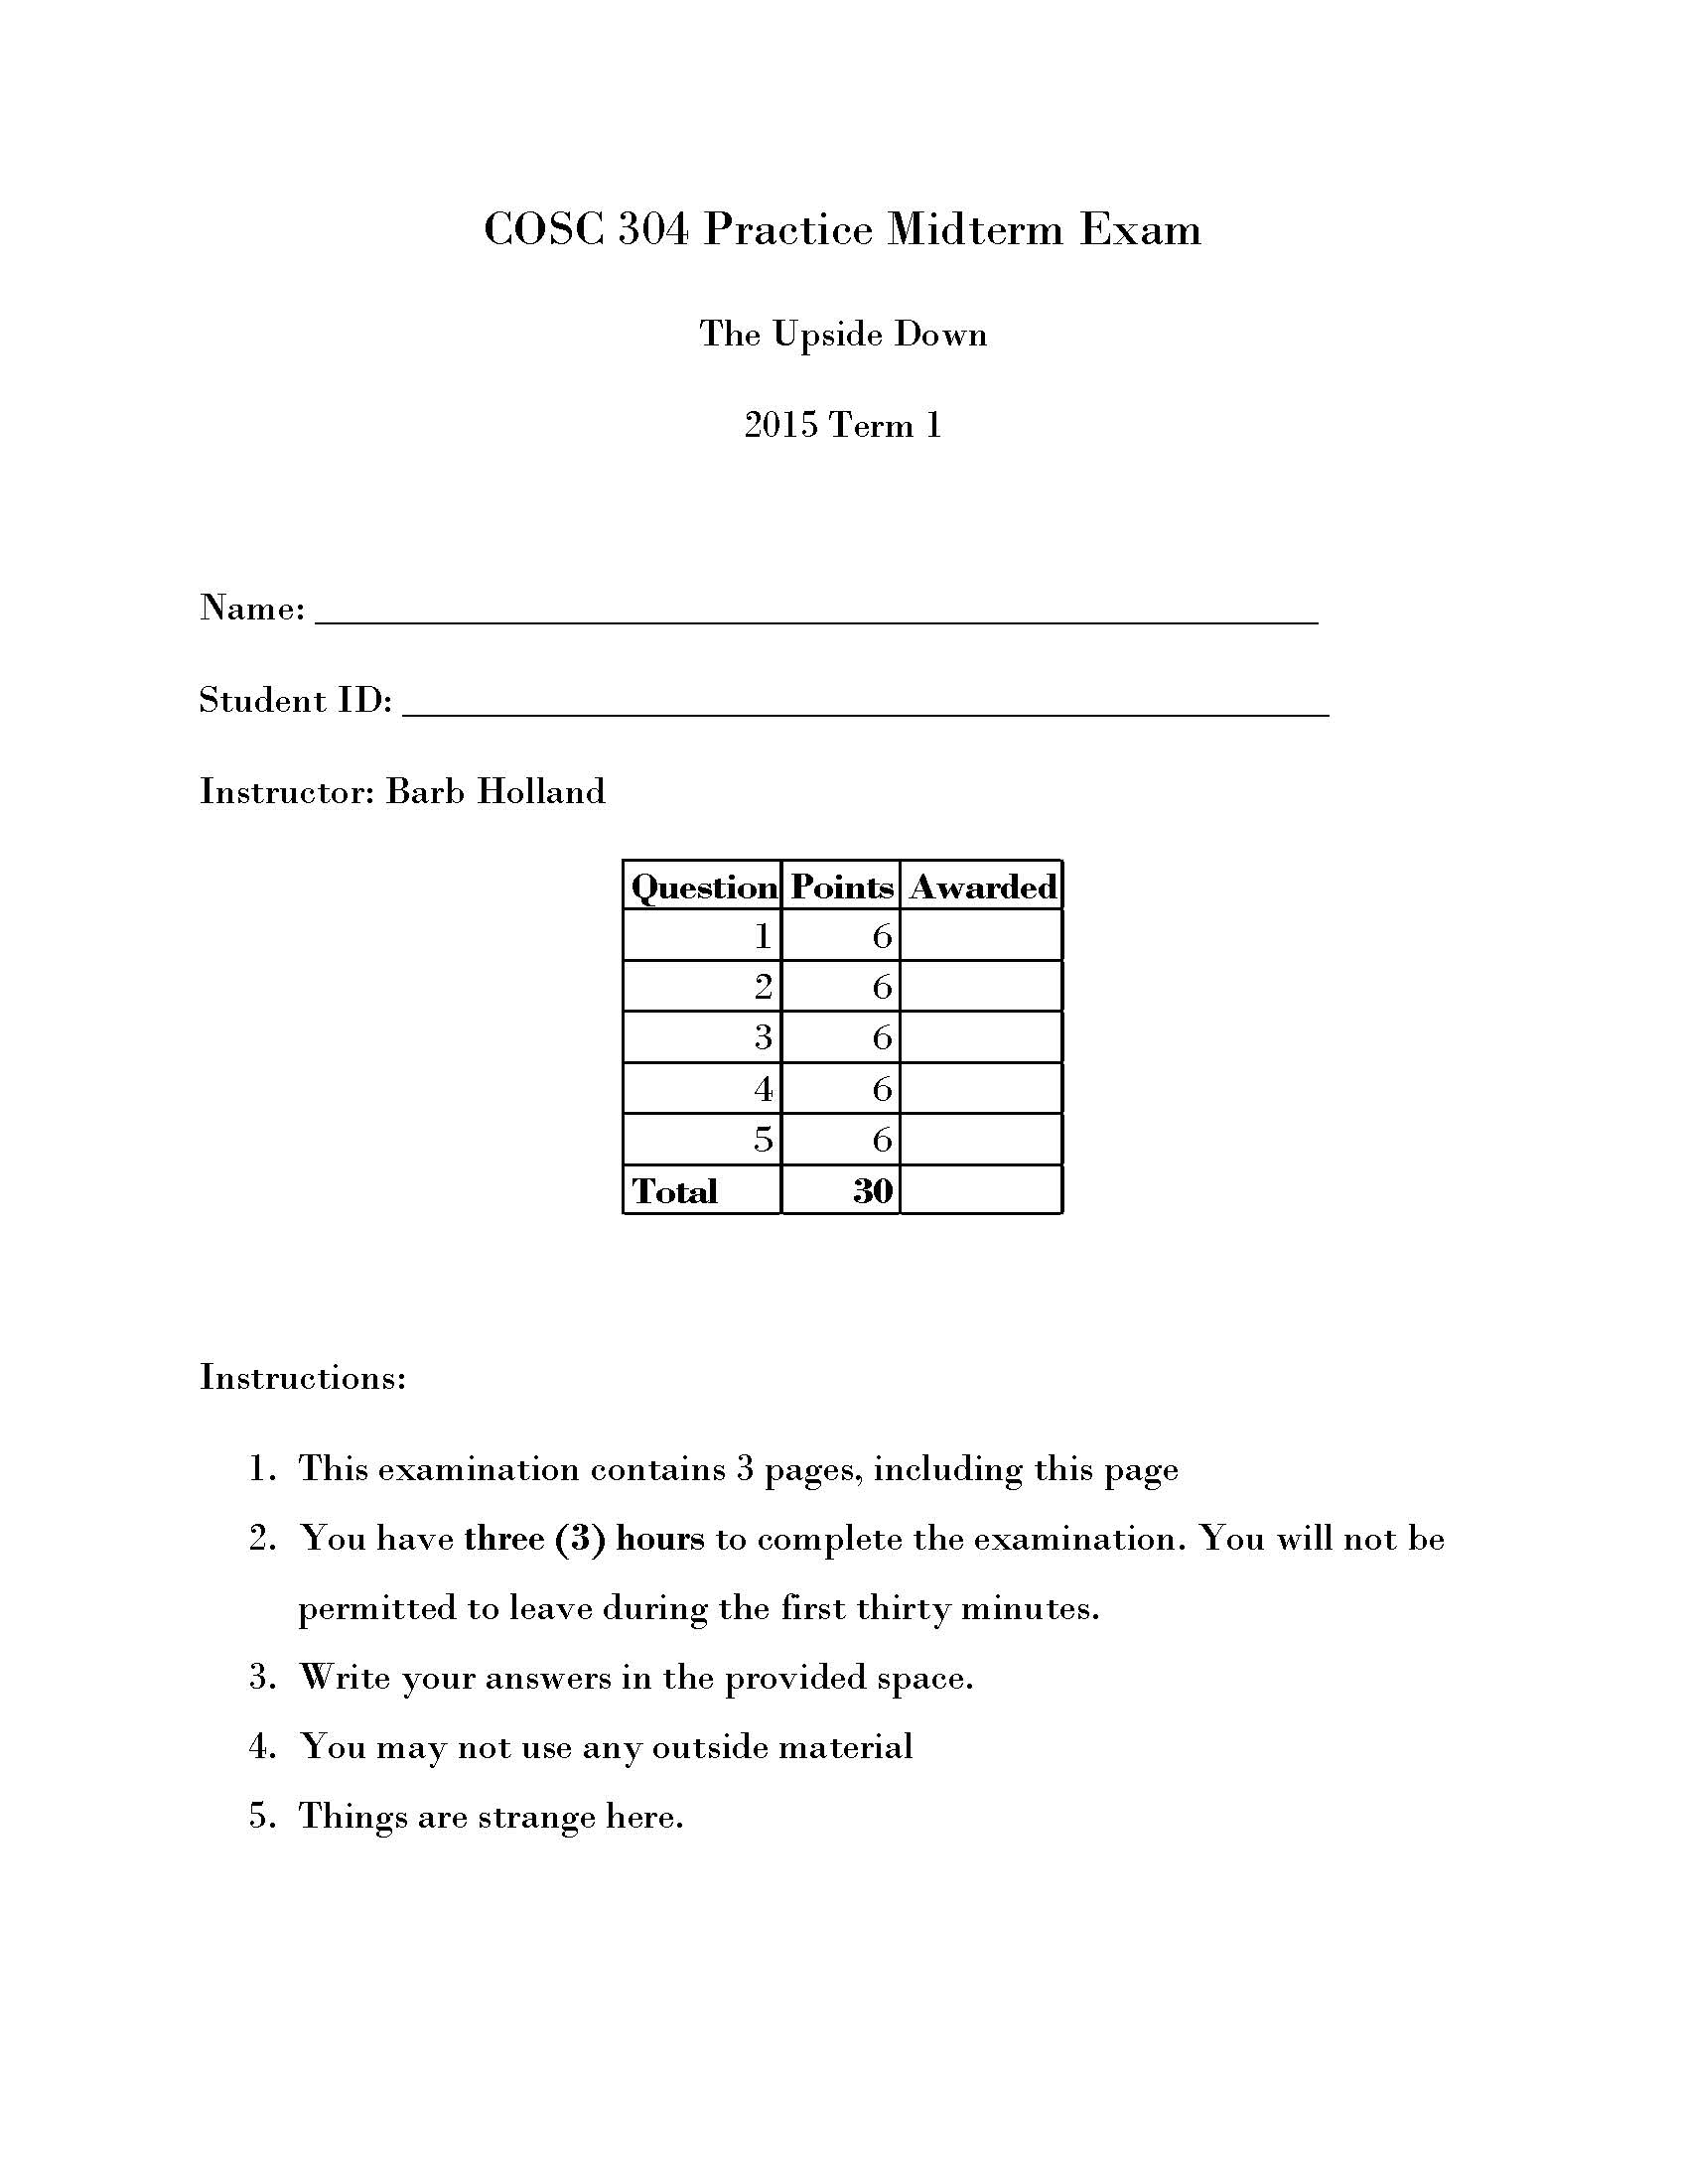 COSC 304 Practice Midterm Exam
The Upside Down
2015 Term 1
Name: ______________________________
Student ID: ______________________________
Instructor: Barb Holland
Question Points Awarded
1 6
2 6
3 6
4 6
5 6
Total 30
Instructions:
1. This examination contains 3 pages, including this page
2. You have three (3) hours to complete the examination. You will not be
permitted to leave during the first thirty minutes.
3. Write your answers in the provided space.
4. You may not use any outside material
5. Things are strange here.